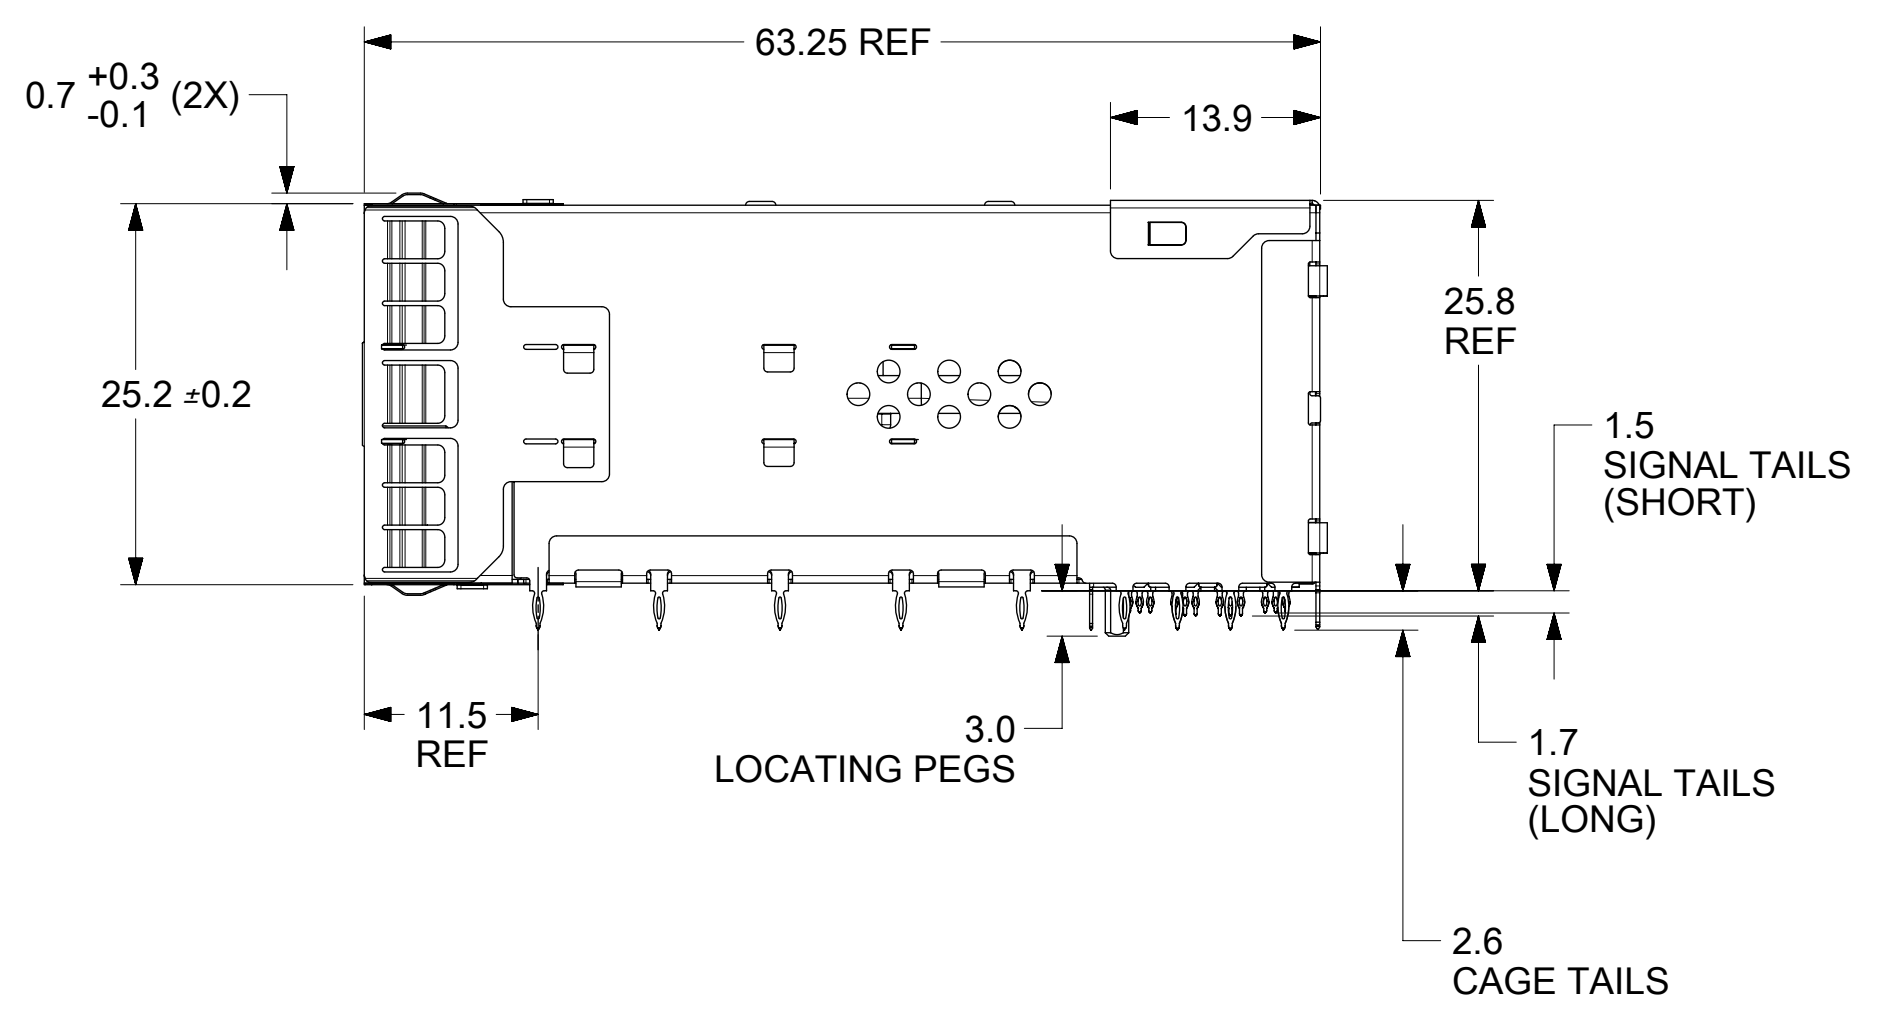 63.25 REF
+0.3
0.7 (2X)
-0.1
13.9
25.8
REF
25.2 ±0.2
1.5
SIGNAL TAILS
(SHORT)
11.5
REF
3.0
LOCATING PEGS
1.7
SIGNAL TAILS
(LONG)
2.6
CAGE TAILS